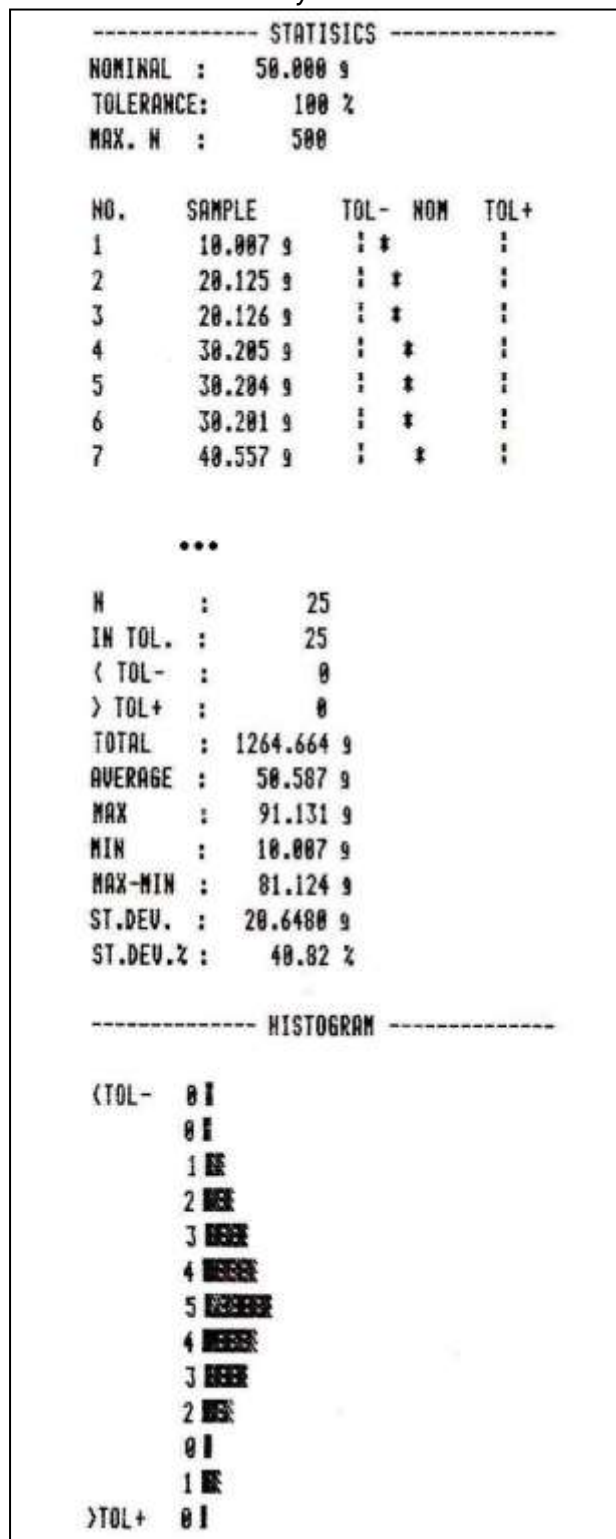 -------------- STATISICS --------------
NOMINAL : 50.000 g
TOLERANCE: 100 %
MAX. N : 500
NO. SAMPLE TOL- NOM TOL+
1 10.007 g ¦ * ¦
2 20.125 g ¦ * ¦
3 20.126 g ¦ * ¦
4 30.205 g ¦ * ¦
5 30.204 g ¦ * ¦
6 30.201 g ¦ * ¦
7 40.557 g ¦ * ¦
•••
N : 25
IN TOL. : 25
< TOL- : 0
> TOL+ : 0
TOTAL : 1264.664 g
AVERAGE : 50.587 g
MAX : 91.131 g
MIN : 10.007 g
MAX-MIN : 81.124 g
ST.DEV. : 20.6480 g
ST.DEV.% : 40.82 %
-------------- HISTOGRAM --------------
<TOL- 0
0
1
2
3
4
5
4
3
2
0
1
>TOL+ 0